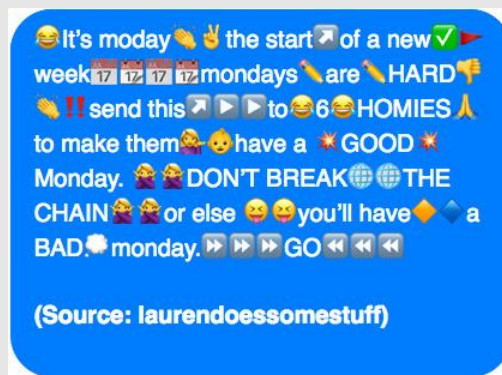 😂It's moday👏✌️the start↗️of a new✅🚩
week📅📆📅📆mondays✏️are✏️HARD👎
👏‼️send this↗️▶️▶️to😂6😂HOMIES🙏
to make them💁👶have a 💥GOOD💥
Monday. 🙅🙅DON'T BREAK🌐🌐THE
CHAIN🙅🙅or else 😝😝you'll have🔶🔷a
BAD💭monday.⏩⏩⏩GO⏪⏪⏪
(Source: laurendoessomestuff)